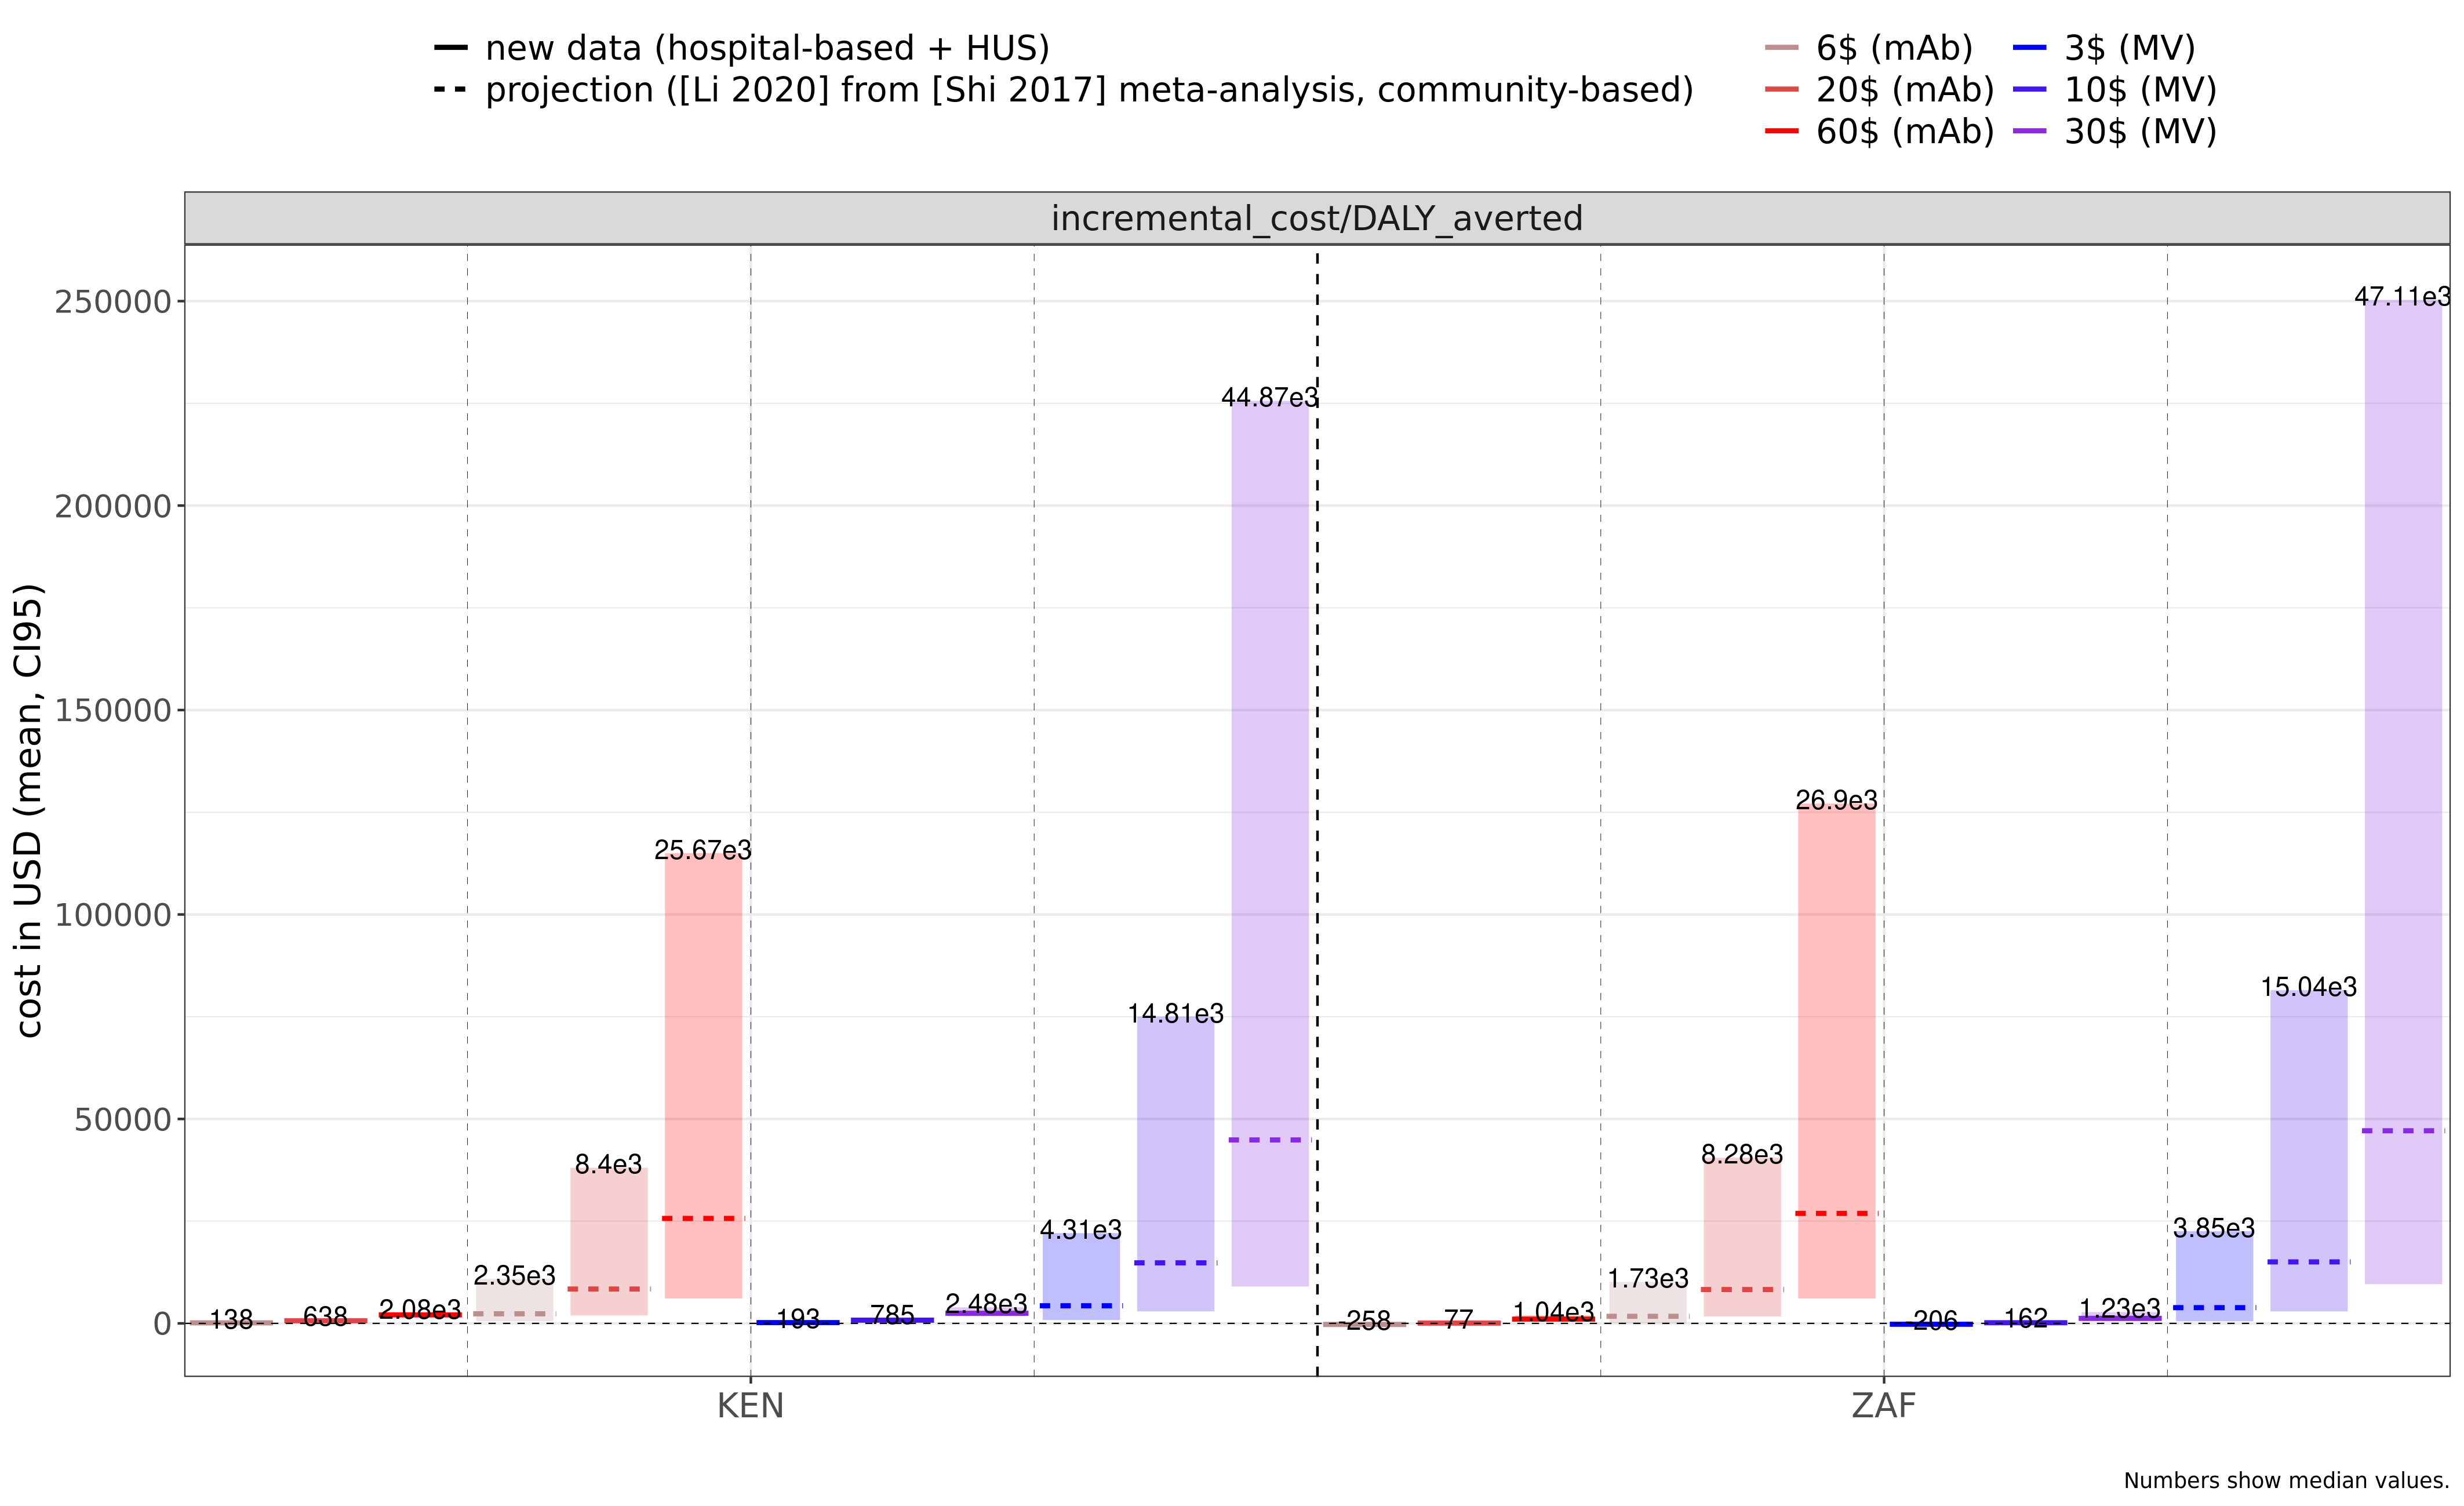 new data (hospital-based + HUS)
projection ([Li 2020] from [Shi 2017] meta-analysis, community-based)
6$ (mAb)
20$ (mAb)
60$ (mAb)
3$ (MV)
10$ (MV)
30$ (MV)
incremental_cost/DALY_averted
cost in USD (mean, CI95)
250000
200000
150000
100000
50000
0
138
638
2.08e3
2.35e3
8.4e3
25.67e3
193
785
2.48e3
4.31e3
14.81e3
44.87e3
-258
77
1.04e3
1.73e3
8.28e3
26.9e3
-206
162
1.23e3
3.85e3
15.04e3
47.11e3
KEN
ZAF
Numbers show median values.